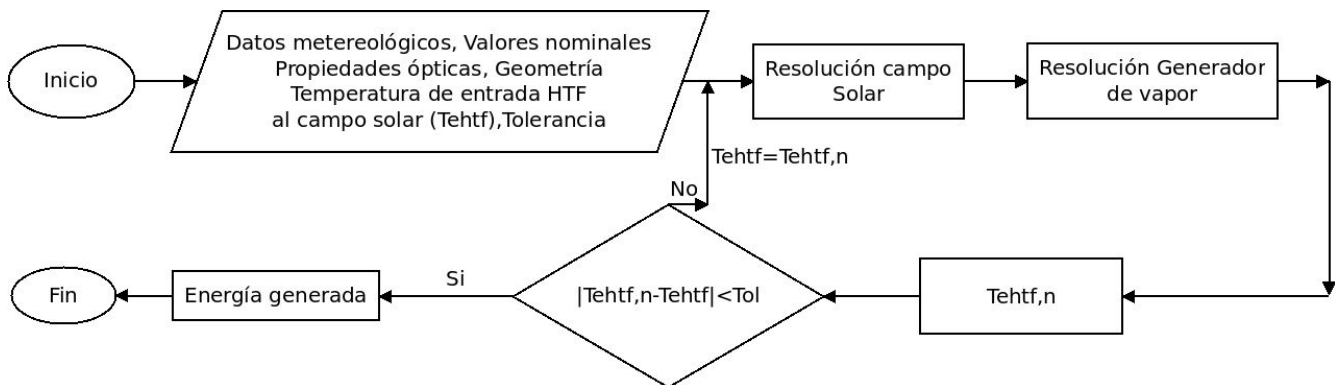 Inicio
Datos metereológicos, Valores nominales
Propiedades ópticas, Geometría
Temperatura de entrada HTF
al campo solar (Tehtf),Tolerancia
Resolución campo
Solar
Resolución Generador
de vapor
Tehtf=Tehtf,n
No
Tehtf,n
|Tehtf,n-Tehtf|<Tol
Si
Energía generada
Fin